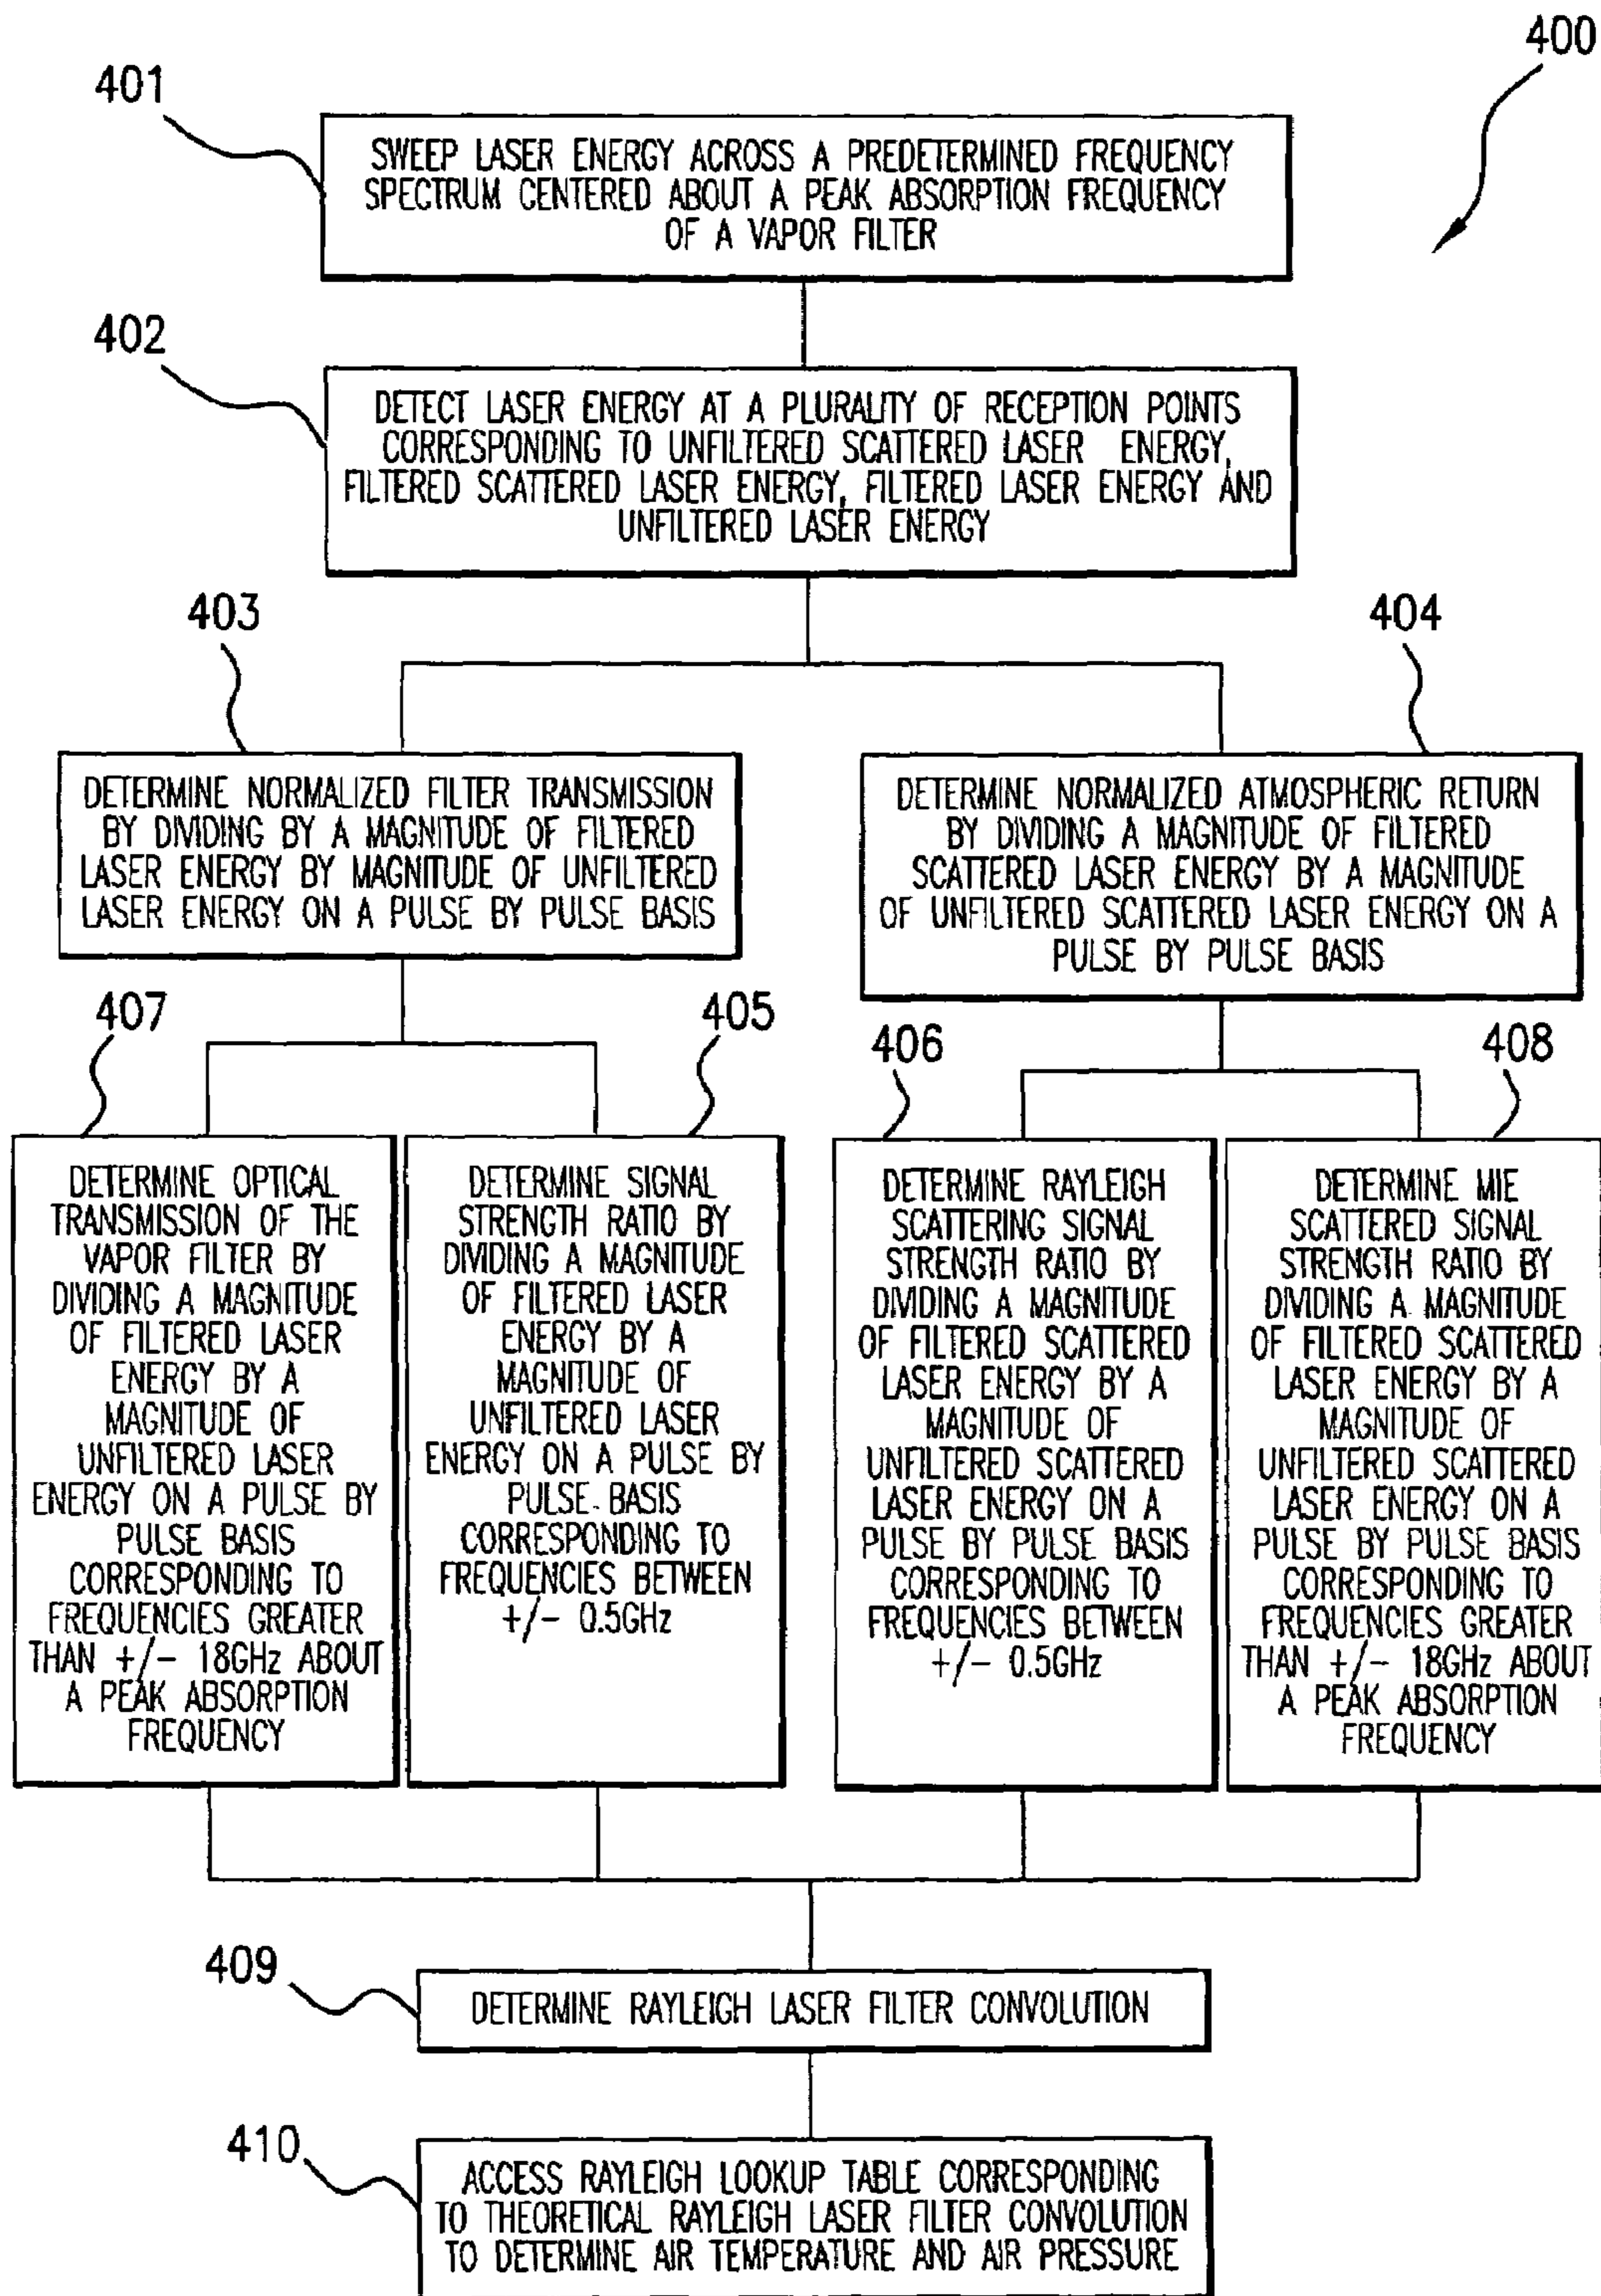 400
401
SWEEP LASER ENERGY ACROSS A PREDETERMINED FREQUENCY
SPECTRUM CENTERED ABOUT A PEAK ABSORPTION FREQUENCY
OF A VAPOR FILTER
402
DETECT LASER ENERGY AT A PLURALITY OF RECEPTION POINTS
CORRESPONDING TO UNFILTERED SCATTERED LASER ENERGY,
FILTERED SCATTERED LASER ENERGY, FILTERED LASER ENERGY AND
UNFILTERED LASER ENERGY
403
DETERMINE NORMALIZED FILTER TRANSMISSION
BY DIVIDING BY A MAGNITUDE OF FILTERED
LASER ENERGY BY MAGNITUDE OF UNFILTERED
LASER ENERGY ON A PULSE BY PULSE BASIS
404
DETERMINE NORMALIZED ATMOSPHERIC RETURN
BY DIVIDING A MAGNITUDE OF FILTERED
SCATTERED LASER ENERGY BY A MAGNITUDE
OF UNFILTERED SCATTERED LASER ENERGY ON A
PULSE BY PULSE BASIS
407
DETERMINE OPTICAL
TRANSMISSION OF THE
VAPOR FILTER BY
DIVIDING A MAGNITUDE
OF FILTERED LASER
ENERGY BY A
MAGNITUDE OF
UNFILTERED LASER
ENERGY ON A PULSE BY
PULSE BASIS
CORRESPONDING TO
FREQUENCIES GREATER
THAN +/- 18GHz ABOUT
A PEAK ABSORPTION
FREQUENCY
405
DETERMINE SIGNAL
STRENGTH RATIO BY
DIVIDING A MAGNITUDE
OF FILTERED LASER
ENERGY BY A
MAGNITUDE OF
UNFILTERED LASER
ENERGY ON A PULSE BY
PULSE BASIS
CORRESPONDING TO
FREQUENCIES BETWEEN
+/- 0.5GHz
406
DETERMINE RAYLEIGH
SCATTERING SIGNAL
STRENGTH RATIO BY
DIVIDING A MAGNITUDE
OF FILTERED SCATTERED
LASER ENERGY BY A
MAGNITUDE OF
UNFILTERED SCATTERED
LASER ENERGY ON A
PULSE BY PULSE BASIS
CORRESPONDING TO
FREQUENCIES BETWEEN
+/- 0.5GHz
408
DETERMINE MIE
SCATTERED SIGNAL
STRENGTH RATIO BY
DIVIDING A MAGNITUDE
OF FILTERED SCATTERED
LASER ENERGY BY A
MAGNITUDE OF
UNFILTERED SCATTERED
LASER ENERGY ON A
PULSE BY PULSE BASIS
CORRESPONDING TO
FREQUENCIES GREATER
THAN +/- 18GHz ABOUT
A PEAK ABSORPTION
FREQUENCY
409
DETERMINE RAYLEIGH LASER FILTER CONVOLUTION
410
ACCESS RAYLEIGH LOOKUP TABLE CORRESPONDING
TO THEORETICAL RAYLEIGH LASER FILTER CONVOLUTION
TO DETERMINE AIR TEMPERATURE AND AIR PRESSURE